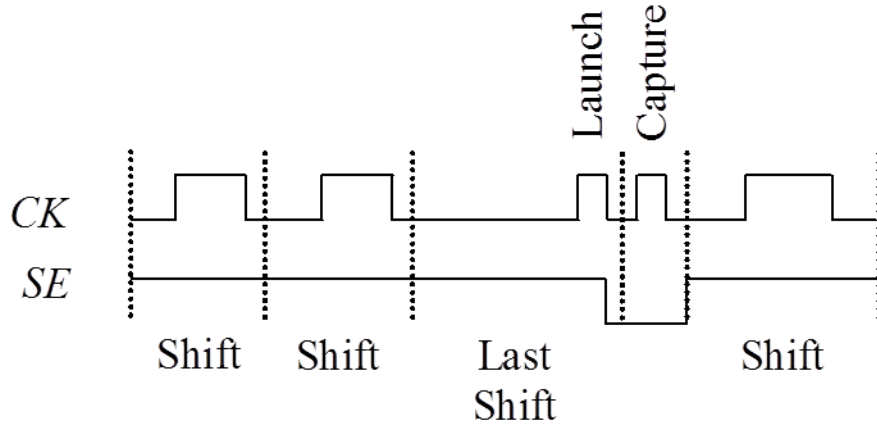 Launch
Capture
CK
SE
Shift
Shift
Last
Shift
Shift